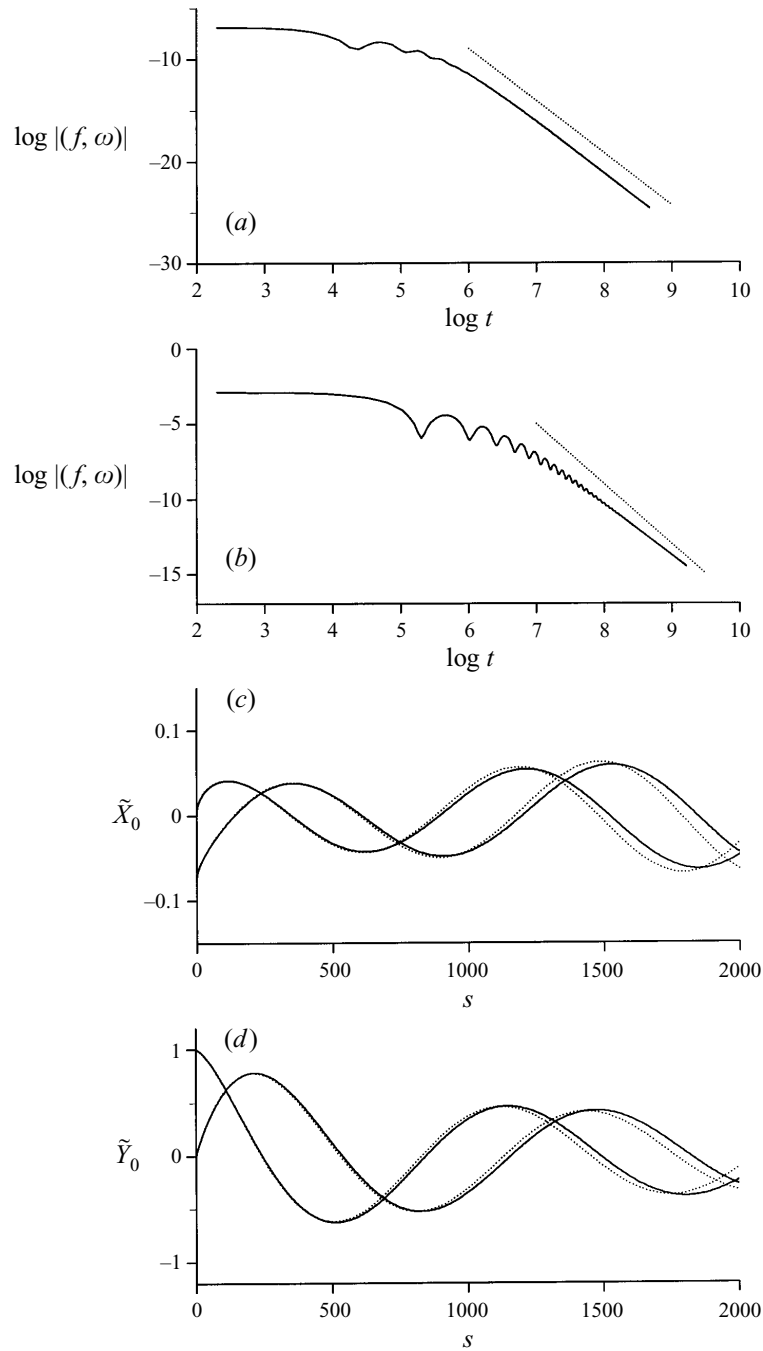 −10
log |(f, ω)|
−20
(a)
−30
2 3 4 5 6 7 8 9 10
log t
0
−5
log |(f, ω)|
−10
(b)
−15
2 3 4 5 6 7 8 9 10
log t
(c)
0.1
X̃₀ 0
−0.1
0 500 1000 1500 2000
s
(d)
1
Ỹ₀ 0
−1
0 500 1000 1500 2000
s